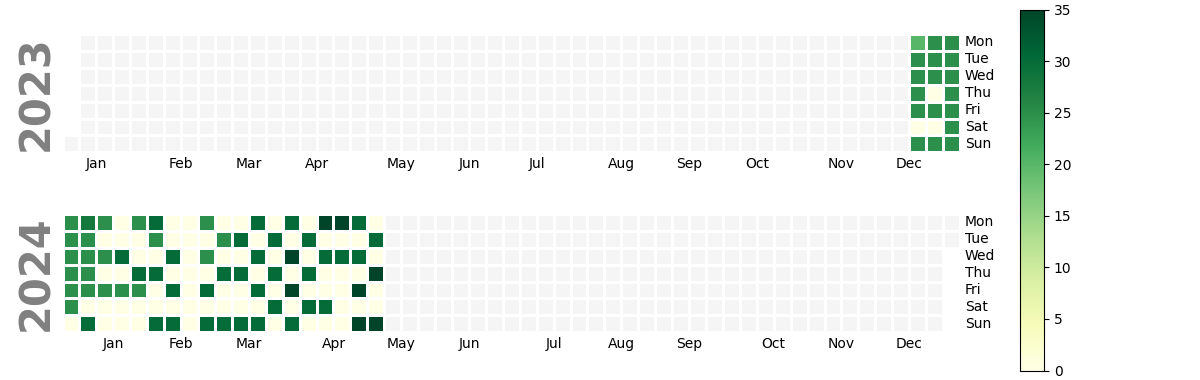 2023
Mon
Tue
Wed
Thu
Fri
Sat
Sun
Jan Feb Mar Apr May Jun Jul Aug Sep Oct Nov Dec
2024
Mon
Tue
Wed
Thu
Fri
Sat
Sun
Jan Feb Mar Apr May Jun Jul Aug Sep Oct Nov Dec
35
30
25
20
15
10
5
0